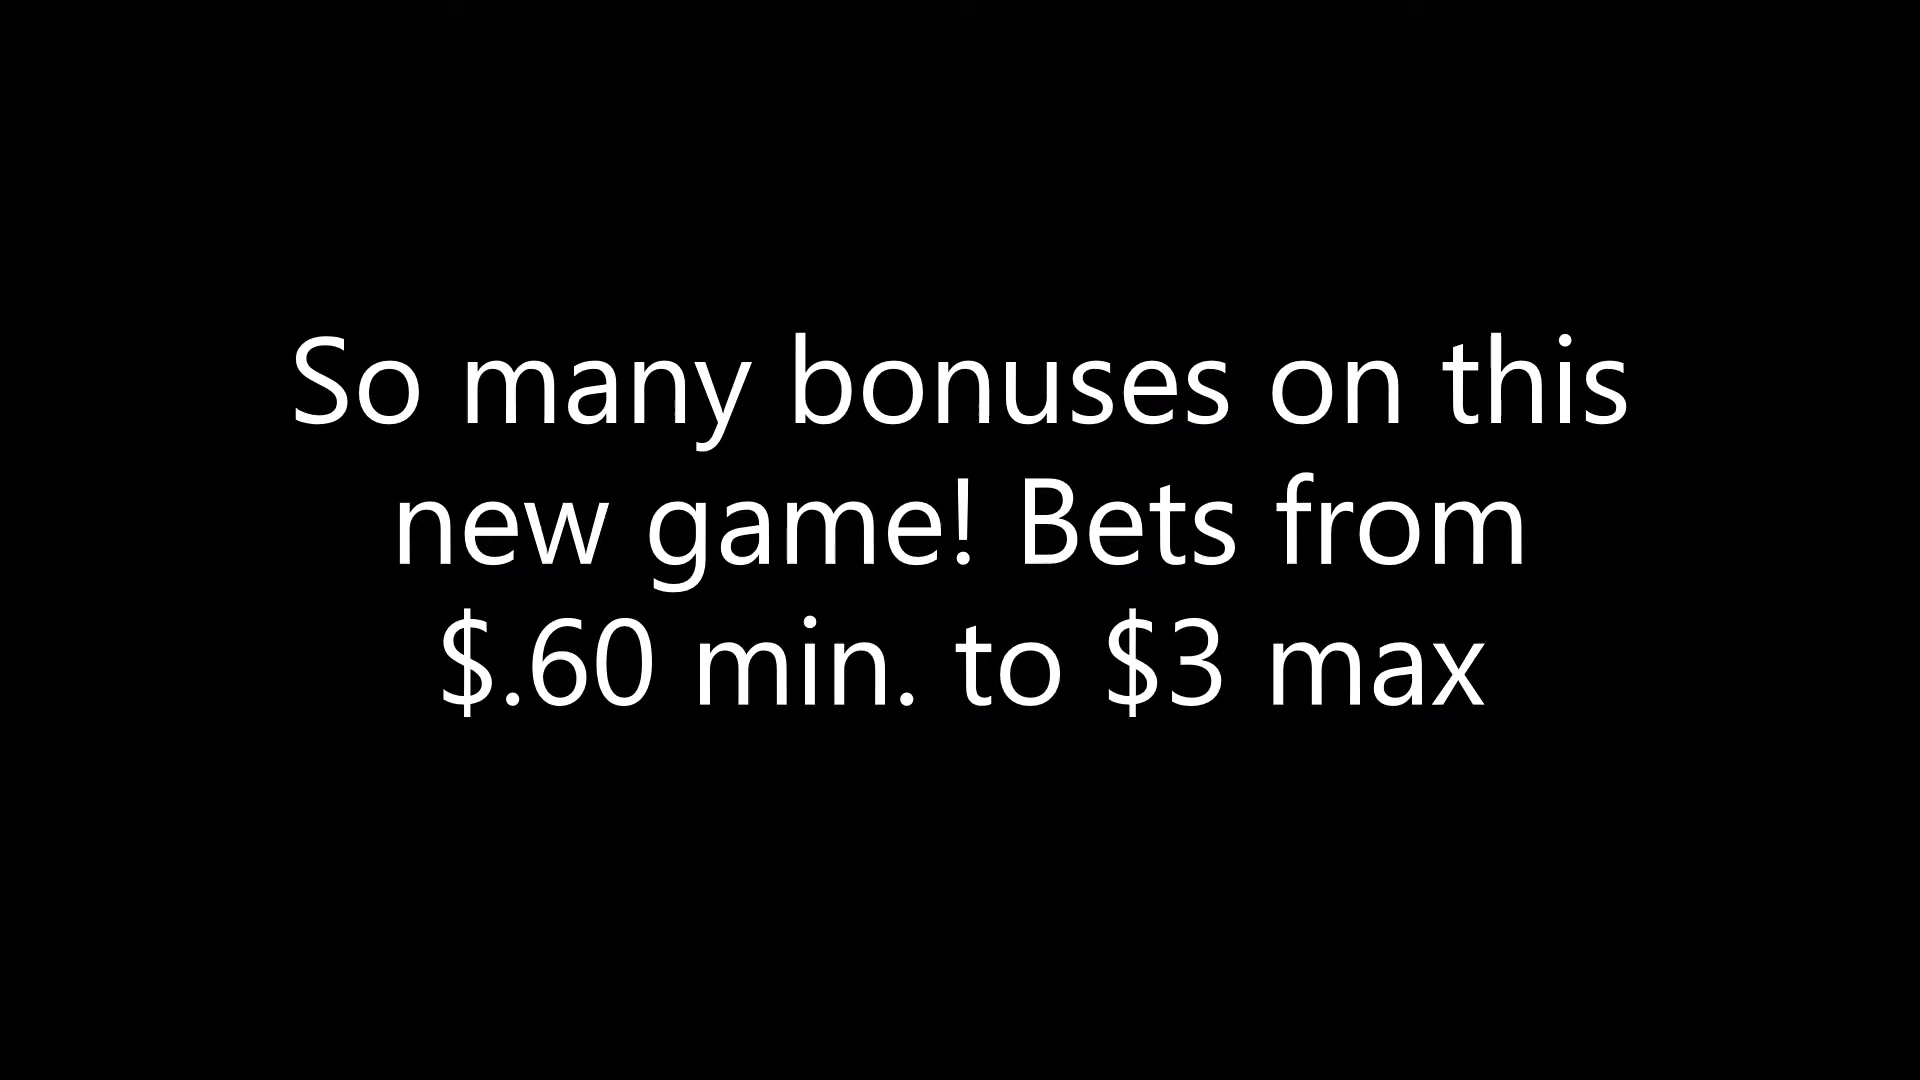 So many bonuses on this
new game! Bets from
$.60 min. to $3 max